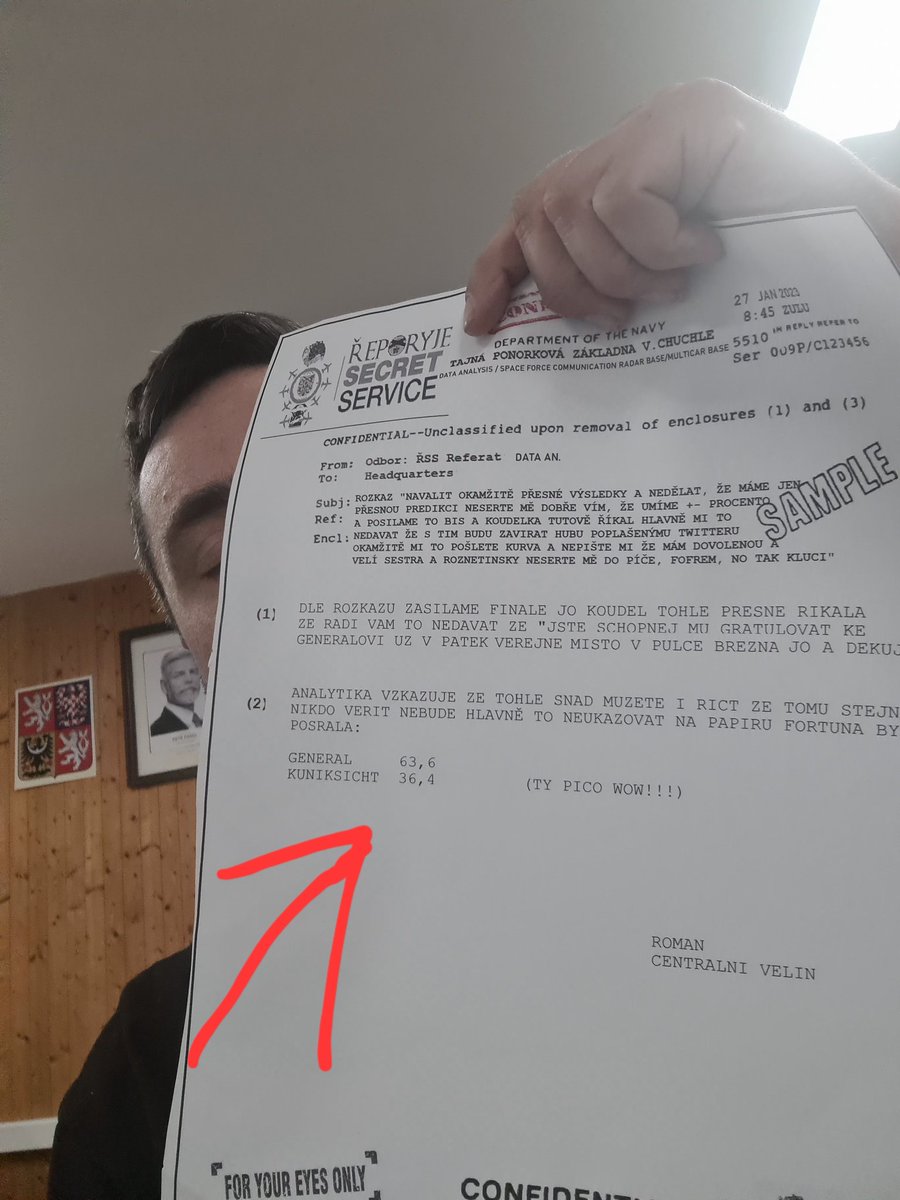 ŘEPORYJE
SECRET
SERVICE
DEPARTMENT OF THE NAVY
TAJNÁ PONORKOVÁ ZÁKLADNA V.CHUCHLE
DATA ANALYSIS / SPACE FORCE COMMUNICATION RADAR BASE/MULTICAR BASE
27 JAN 2023
8:45 ZULU
IN REPLY REFER TO
5510
Ser 009P/C123456
CONFIDENTIAL--Unclassified upon removal of enclosures (1) and (3)
From: Odbor: ŘSS Referat DATA AN.
To: Headquarters
SAMPLE
Subj: ROZKAZ "NAVALIT OKAMŽITĚ PŘESNÉ VÝSLEDKY A NEDĚLAT, ŽE MÁME JEN
PŘESNOU PREDIKCI NESERTE MĚ DOBŘE VÍM, ŽE UMÍME +- PROCENTO
Ref: A POSILAME TO BIS A KOUDELKA TUTOVĚ ŘÍKAL HLAVNĚ MI TO
Encl: NEDAVAT ŽE S TIM BUDU ZAVIRAT HUBU POPLAŠENÝMU TWITTERU
OKAMŽITĚ MI TO POŠLETE KURVA A NEPIŠTE MI ŽE MÁM DOVOLENOU A
VELÍ SESTRA A ROZNETINSKY NESERTE MĚ DO PÍČE, FOFREM, NO TAK KLUCI"
(1) DLE ROZKAZU ZASILAME FINALE JO KOUDEL TOHLE PRESNE RIKALA
ZE RADI VAM TO NEDAVAT ZE "JSTE SCHOPNEJ MU GRATULOVAT KE
GENERALOVI UZ V PATEK VEREJNE MISTO V PULCE BREZNA JO A DEKUJ
(2) ANALYTIKA VZKAZUJE ZE TOHLE SNAD MUZETE I RICT ZE TOMU STEJN
NIKDO VERIT NEBUDE HLAVNĚ TO NEUKAZOVAT NA PAPIRU FORTUNA BY
POSRALA:
GENERAL 63,6
KUNIKSICHT 36,4 (TY PICO WOW!!!)
ROMAN
CENTRALNI VELIN
FOR YOUR EYES ONLY
CONFIDENTI